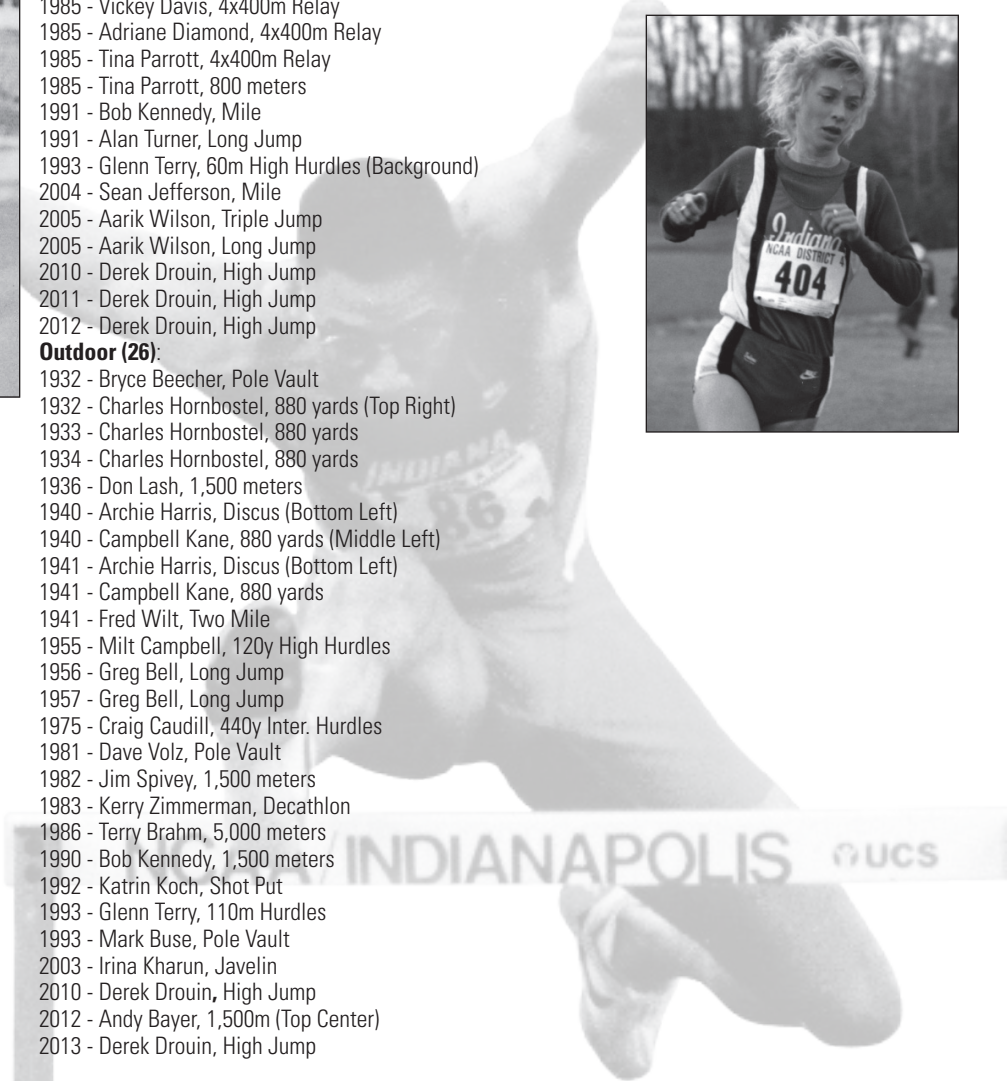 1985 - Vickey Davis, 4x400m Relay
1985 - Adriane Diamond, 4x400m Relay
1985 - Tina Parrott, 4x400m Relay
1985 - Tina Parrott, 800 meters
1991 - Bob Kennedy, Mile
1991 - Alan Turner, Long Jump
1993 - Glenn Terry, 60m High Hurdles (Background)
2004 - Sean Jefferson, Mile
2005 - Aarik Wilson, Triple Jump
2005 - Aarik Wilson, Long Jump
2010 - Derek Drouin, High Jump
2011 - Derek Drouin, High Jump
2012 - Derek Drouin, High Jump
Outdoor (26):
1932 - Bryce Beecher, Pole Vault
1932 - Charles Hornbostel, 880 yards (Top Right)
1933 - Charles Hornbostel, 880 yards
1934 - Charles Hornbostel, 880 yards
1936 - Don Lash, 1,500 meters
1940 - Archie Harris, Discus (Bottom Left)
1940 - Campbell Kane, 880 yards (Middle Left)
1941 - Archie Harris, Discus (Bottom Left)
1941 - Campbell Kane, 880 yards
1941 - Fred Wilt, Two Mile
1955 - Milt Campbell, 120y High Hurdles
1956 - Greg Bell, Long Jump
1957 - Greg Bell, Long Jump
1975 - Craig Caudill, 440y Inter. Hurdles
1981 - Dave Volz, Pole Vault
1982 - Jim Spivey, 1,500 meters
1983 - Kerry Zimmerman, Decathlon
1986 - Terry Brahm, 5,000 meters
1990 - Bob Kennedy, 1,500 meters
1992 - Katrin Koch, Shot Put
1993 - Glenn Terry, 110m Hurdles
1993 - Mark Buse, Pole Vault
2003 - Irina Kharun, Javelin
2010 - Derek Drouin, High Jump
2012 - Andy Bayer, 1,500m (Top Center)
2013 - Derek Drouin, High Jump
Indiana
NCAA DISTRICT 4
404
INDIANA
86
NCAA/INDIANAPOLIS UCS